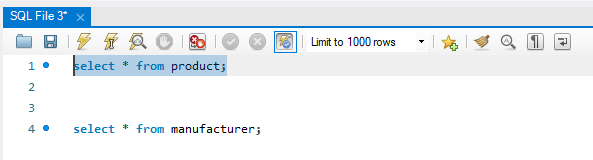 SQL File 3*
Limit to 1000 rows
1 select * from product;
2
3
4 select * from manufacturer;